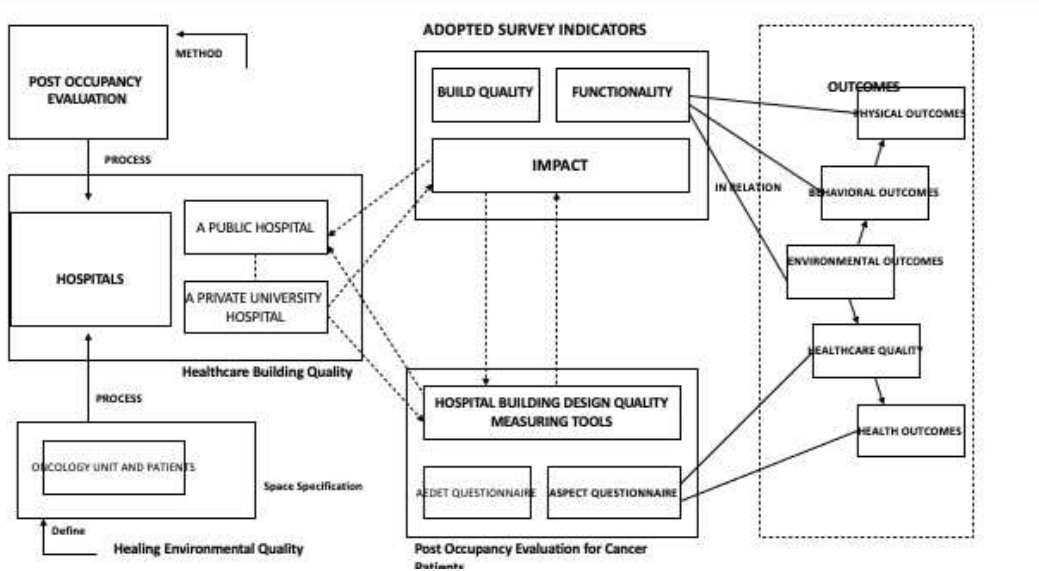 ADOPTED SURVEY INDICATORS
METHOD
POST OCCUPANCY
EVALUATION
BUILD QUALITY
FUNCTIONALITY
OUTCOMES
PHYSICAL OUTCOMES
PROCESS
IMPACT
IN RELATION
BEHAVIORAL OUTCOMES
A PUBLIC HOSPITAL
HOSPITALS
A PRIVATE UNIVERSITY
HOSPITAL
ENVIRONMENTAL OUTCOMES
Healthcare Building Quality
HEALTHCARE QUALITY
PROCESS
HOSPITAL BUILDING DESIGN QUALITY
MEASURING TOOLS
HEALTH OUTCOMES
ONCOLOGY UNIT AND PATIENTS
Space Specification
AEDET QUESTIONNAIRE
ASPECT QUESTIONNAIRE
Define
Healing Environmental Quality
Post Occupancy Evaluation for Cancer
Patients